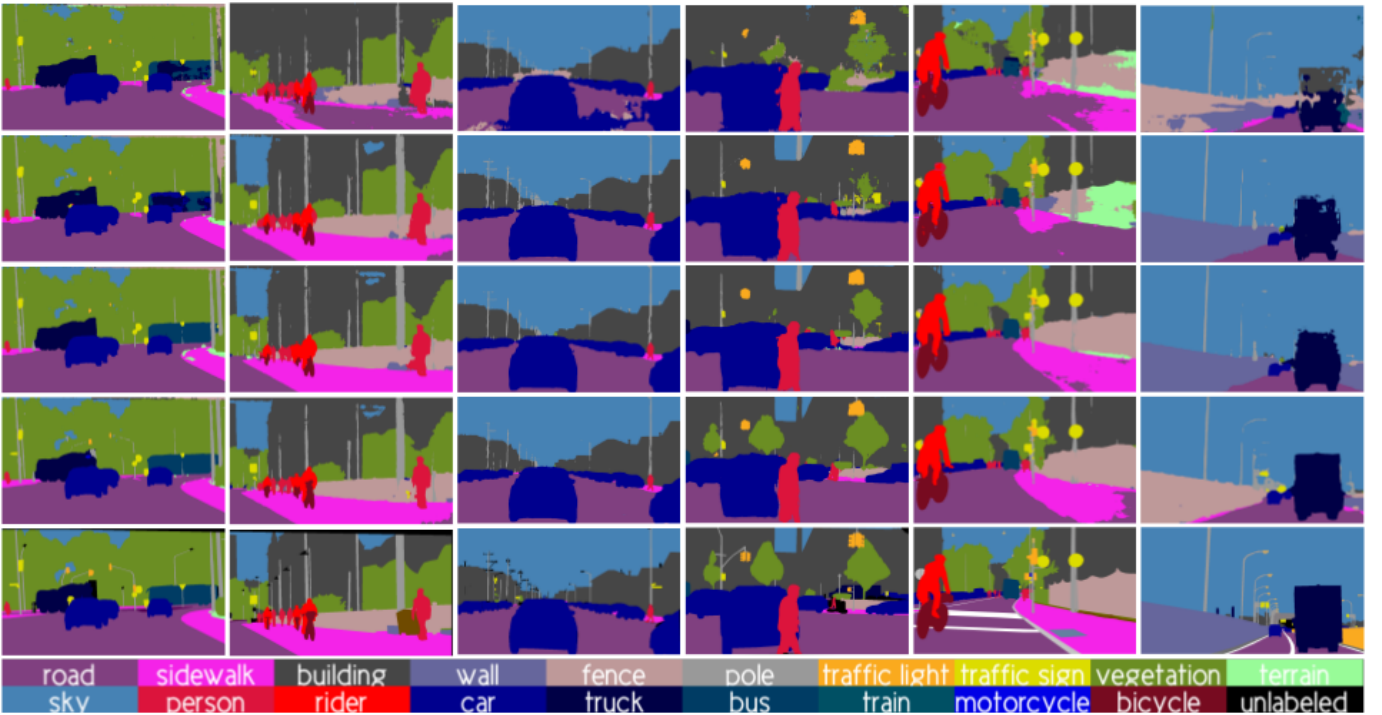 road sidewalk building wall fence pole traffic light traffic sign vegetation terrain
sky person rider car truck bus train motorcycle bicycle unlabeled